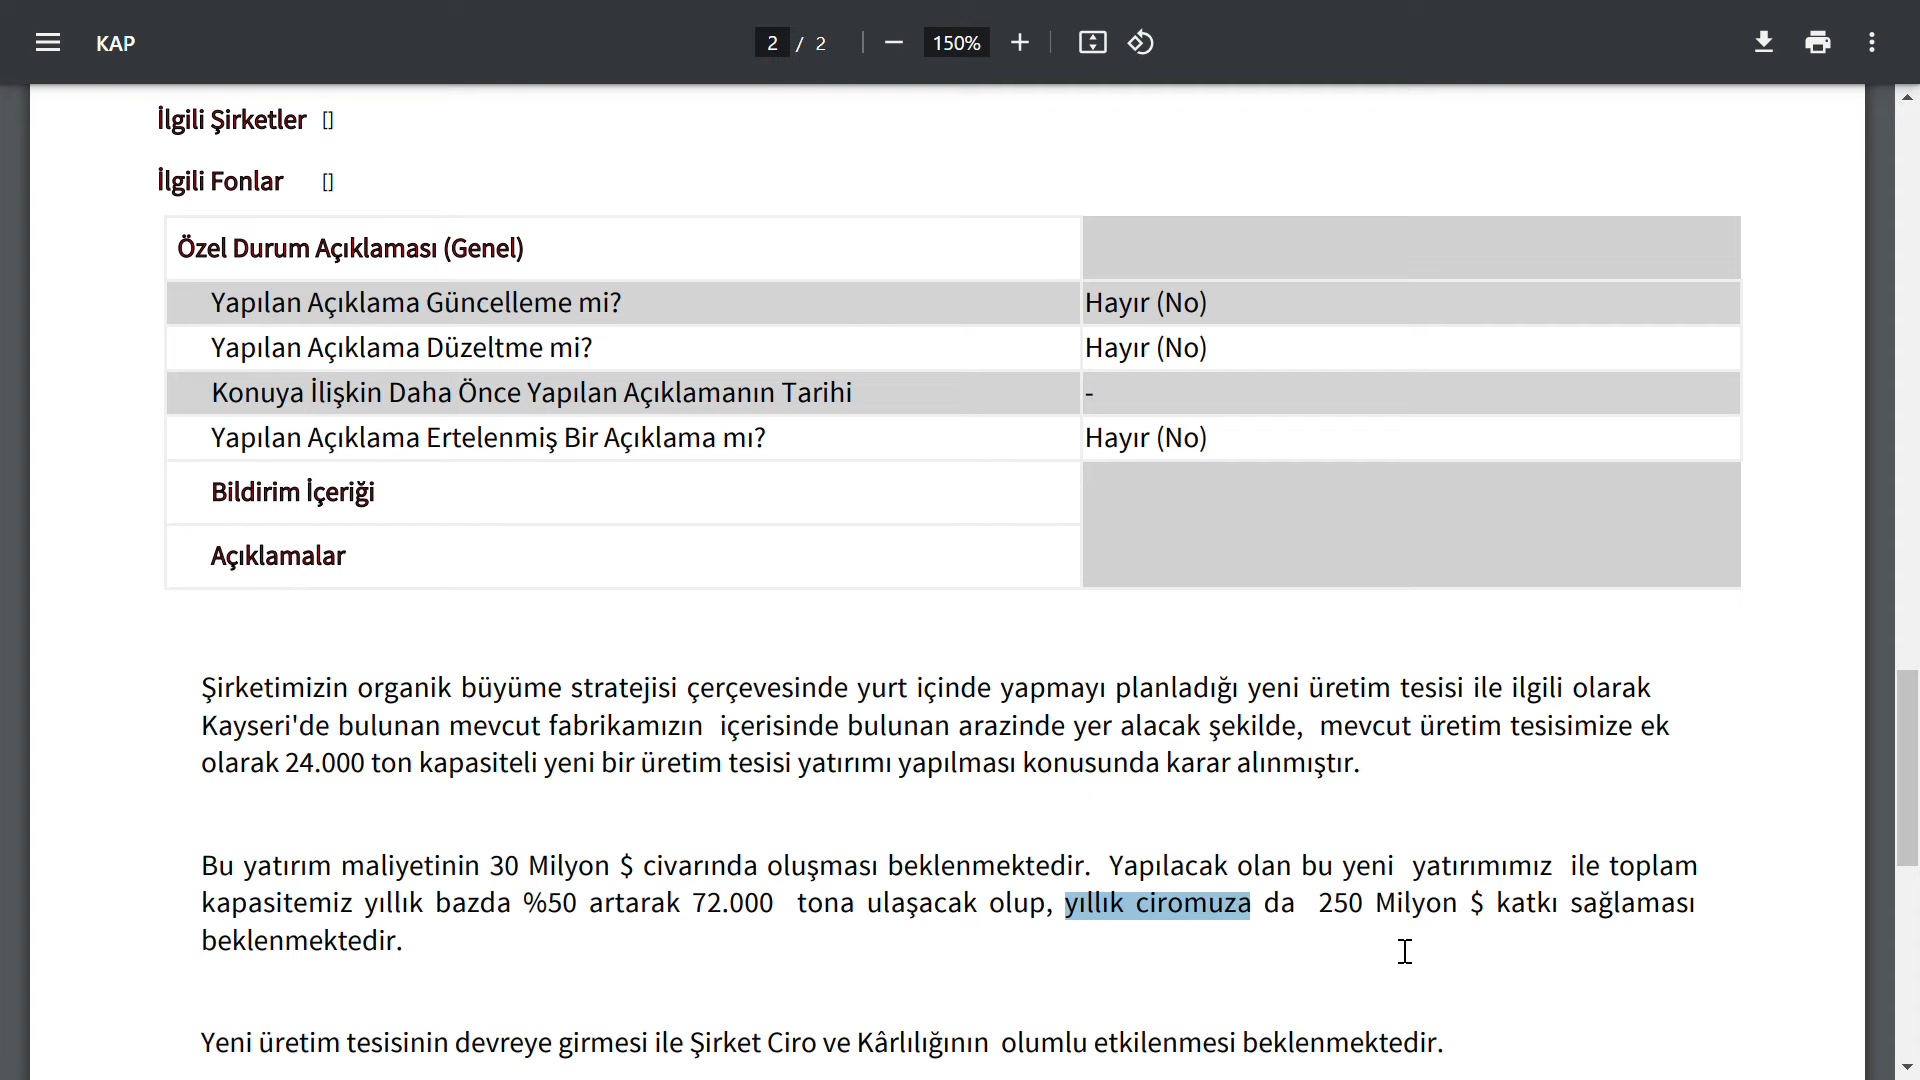 KAP
2 / 2
150%
İlgili Şirketler []
İlgili Fonlar []
Özel Durum Açıklaması (Genel)
Yapılan Açıklama Güncelleme mi? Hayır (No)
Yapılan Açıklama Düzeltme mi? Hayır (No)
Konuya İlişkin Daha Önce Yapılan Açıklamanın Tarihi -
Yapılan Açıklama Ertelenmiş Bir Açıklama mı? Hayır (No)
Bildirim İçeriği
Açıklamalar
Şirketimizin organik büyüme stratejisi çerçevesinde yurt içinde yapmayı planladığı yeni üretim tesisi ile ilgili olarak
Kayseri'de bulunan mevcut fabrikamızın içerisinde bulunan arazinde yer alacak şekilde, mevcut üretim tesisimize ek
olarak 24.000 ton kapasiteli yeni bir üretim tesisi yatırımı yapılması konusunda karar alınmıştır.
Bu yatırım maliyetinin 30 Milyon $ civarında oluşması beklenmektedir. Yapılacak olan bu yeni yatırımımız ile toplam
kapasitemiz yıllık bazda %50 artarak 72.000 tona ulaşacak olup, yıllık ciromuza da 250 Milyon $ katkı sağlaması
beklenmektedir.
Yeni üretim tesisinin devreye girmesi ile Şirket Ciro ve Kârlılığının olumlu etkilenmesi beklenmektedir.